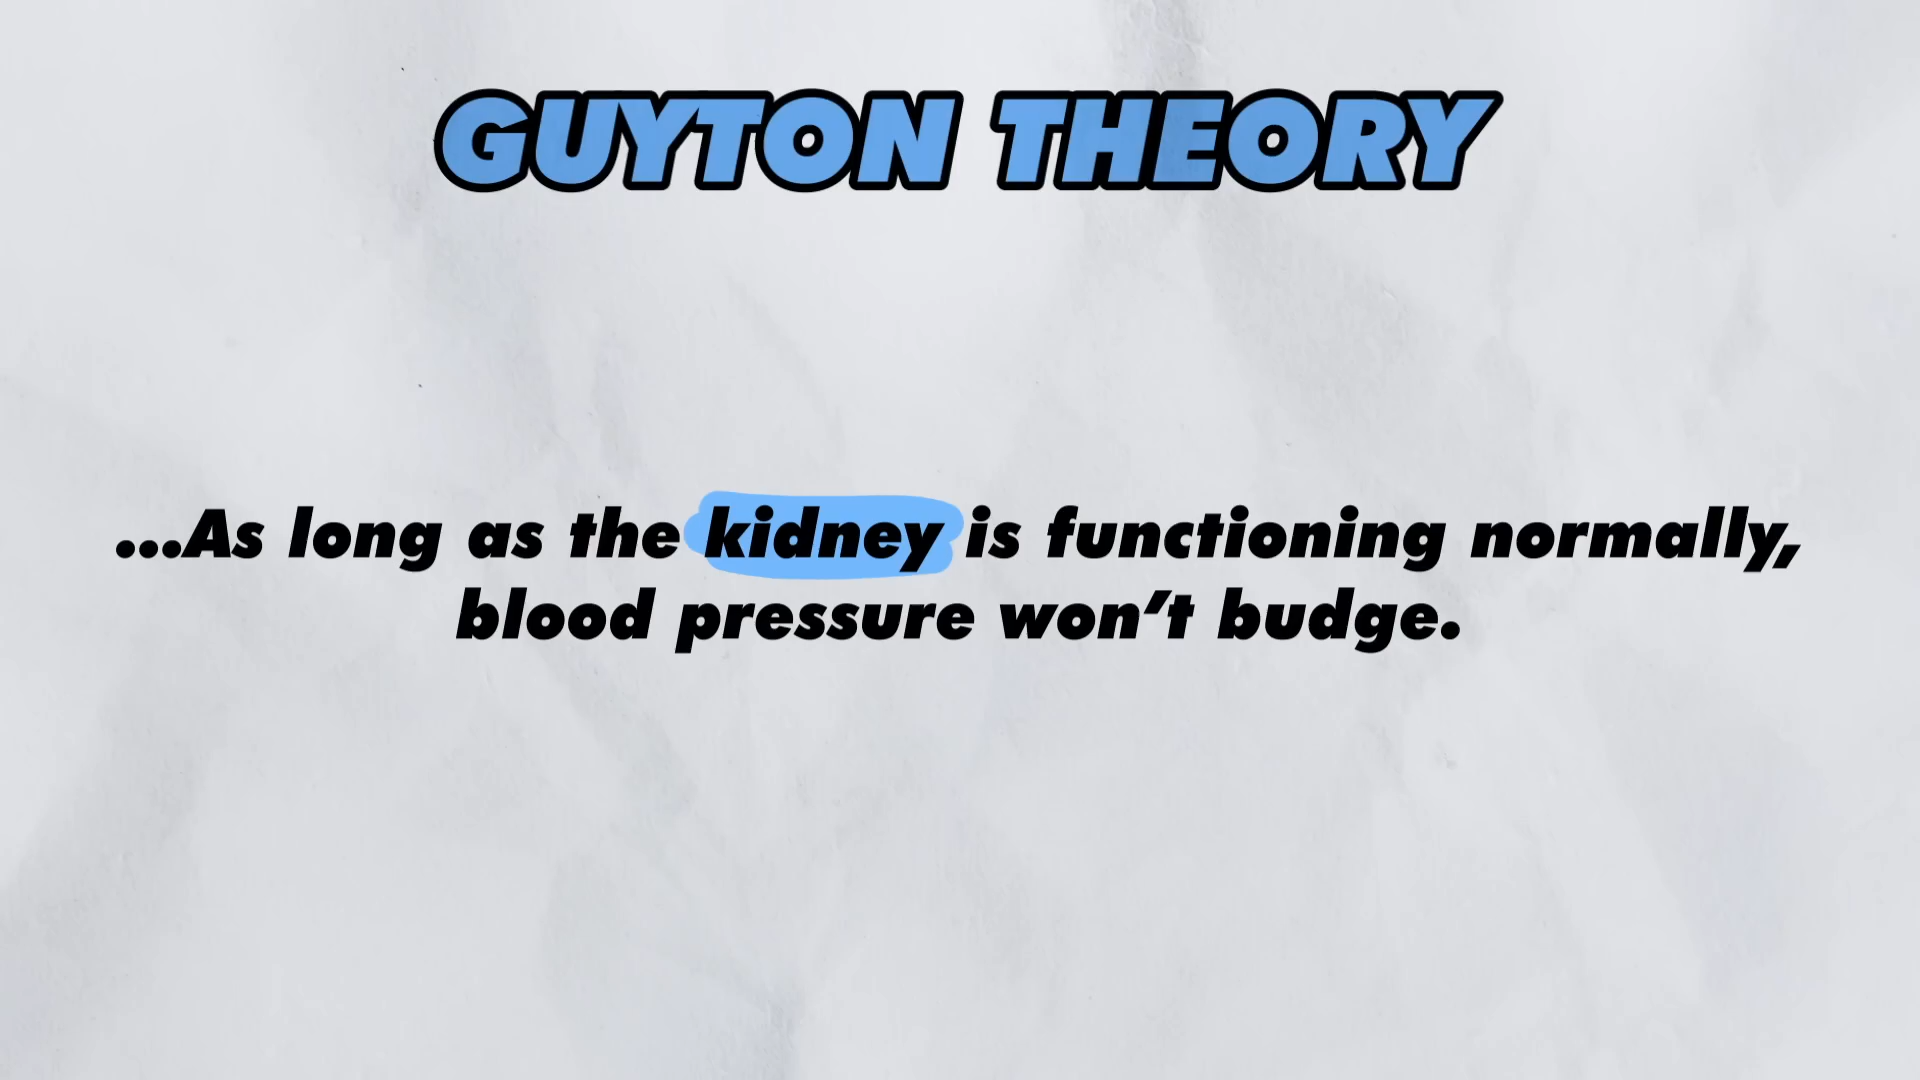 GUYTON THEORY
...As long as the kidney is functioning normally,
blood pressure won't budge.